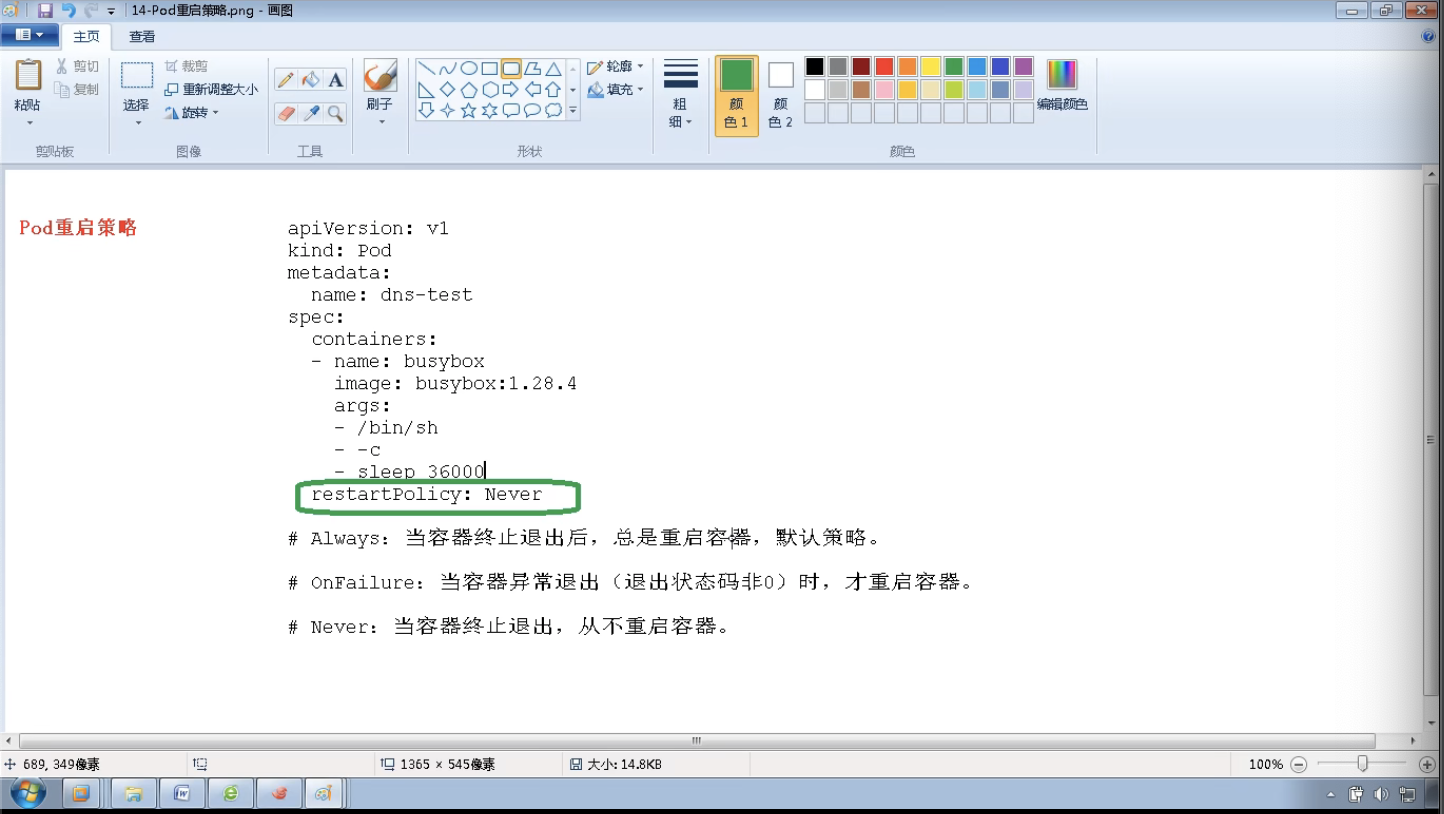 14-Pod重启策略.png - 画图
主页 查看
粘贴
剪切
复制
剪贴板
选择
裁剪
重新调整大小
旋转
图像
A
工具
刷子
形状
轮廓
填充
粗
细
颜
色 1
颜
色 2
编辑颜色
颜色
Pod重启策略
apiVersion: v1
kind: Pod
metadata:
  name: dns-test
spec:
  containers:
  - name: busybox
    image: busybox:1.28.4
    args:
    - /bin/sh
    - -c
    - sleep 36000
  restartPolicy: Never
# Always：当容器终止退出后，总是重启容器，默认策略。
# OnFailure：当容器异常退出（退出状态码非0）时，才重启容器。
# Never：当容器终止退出，从不重启容器。
689, 349像素
1365 × 545像素
大小: 14.8KB
100%